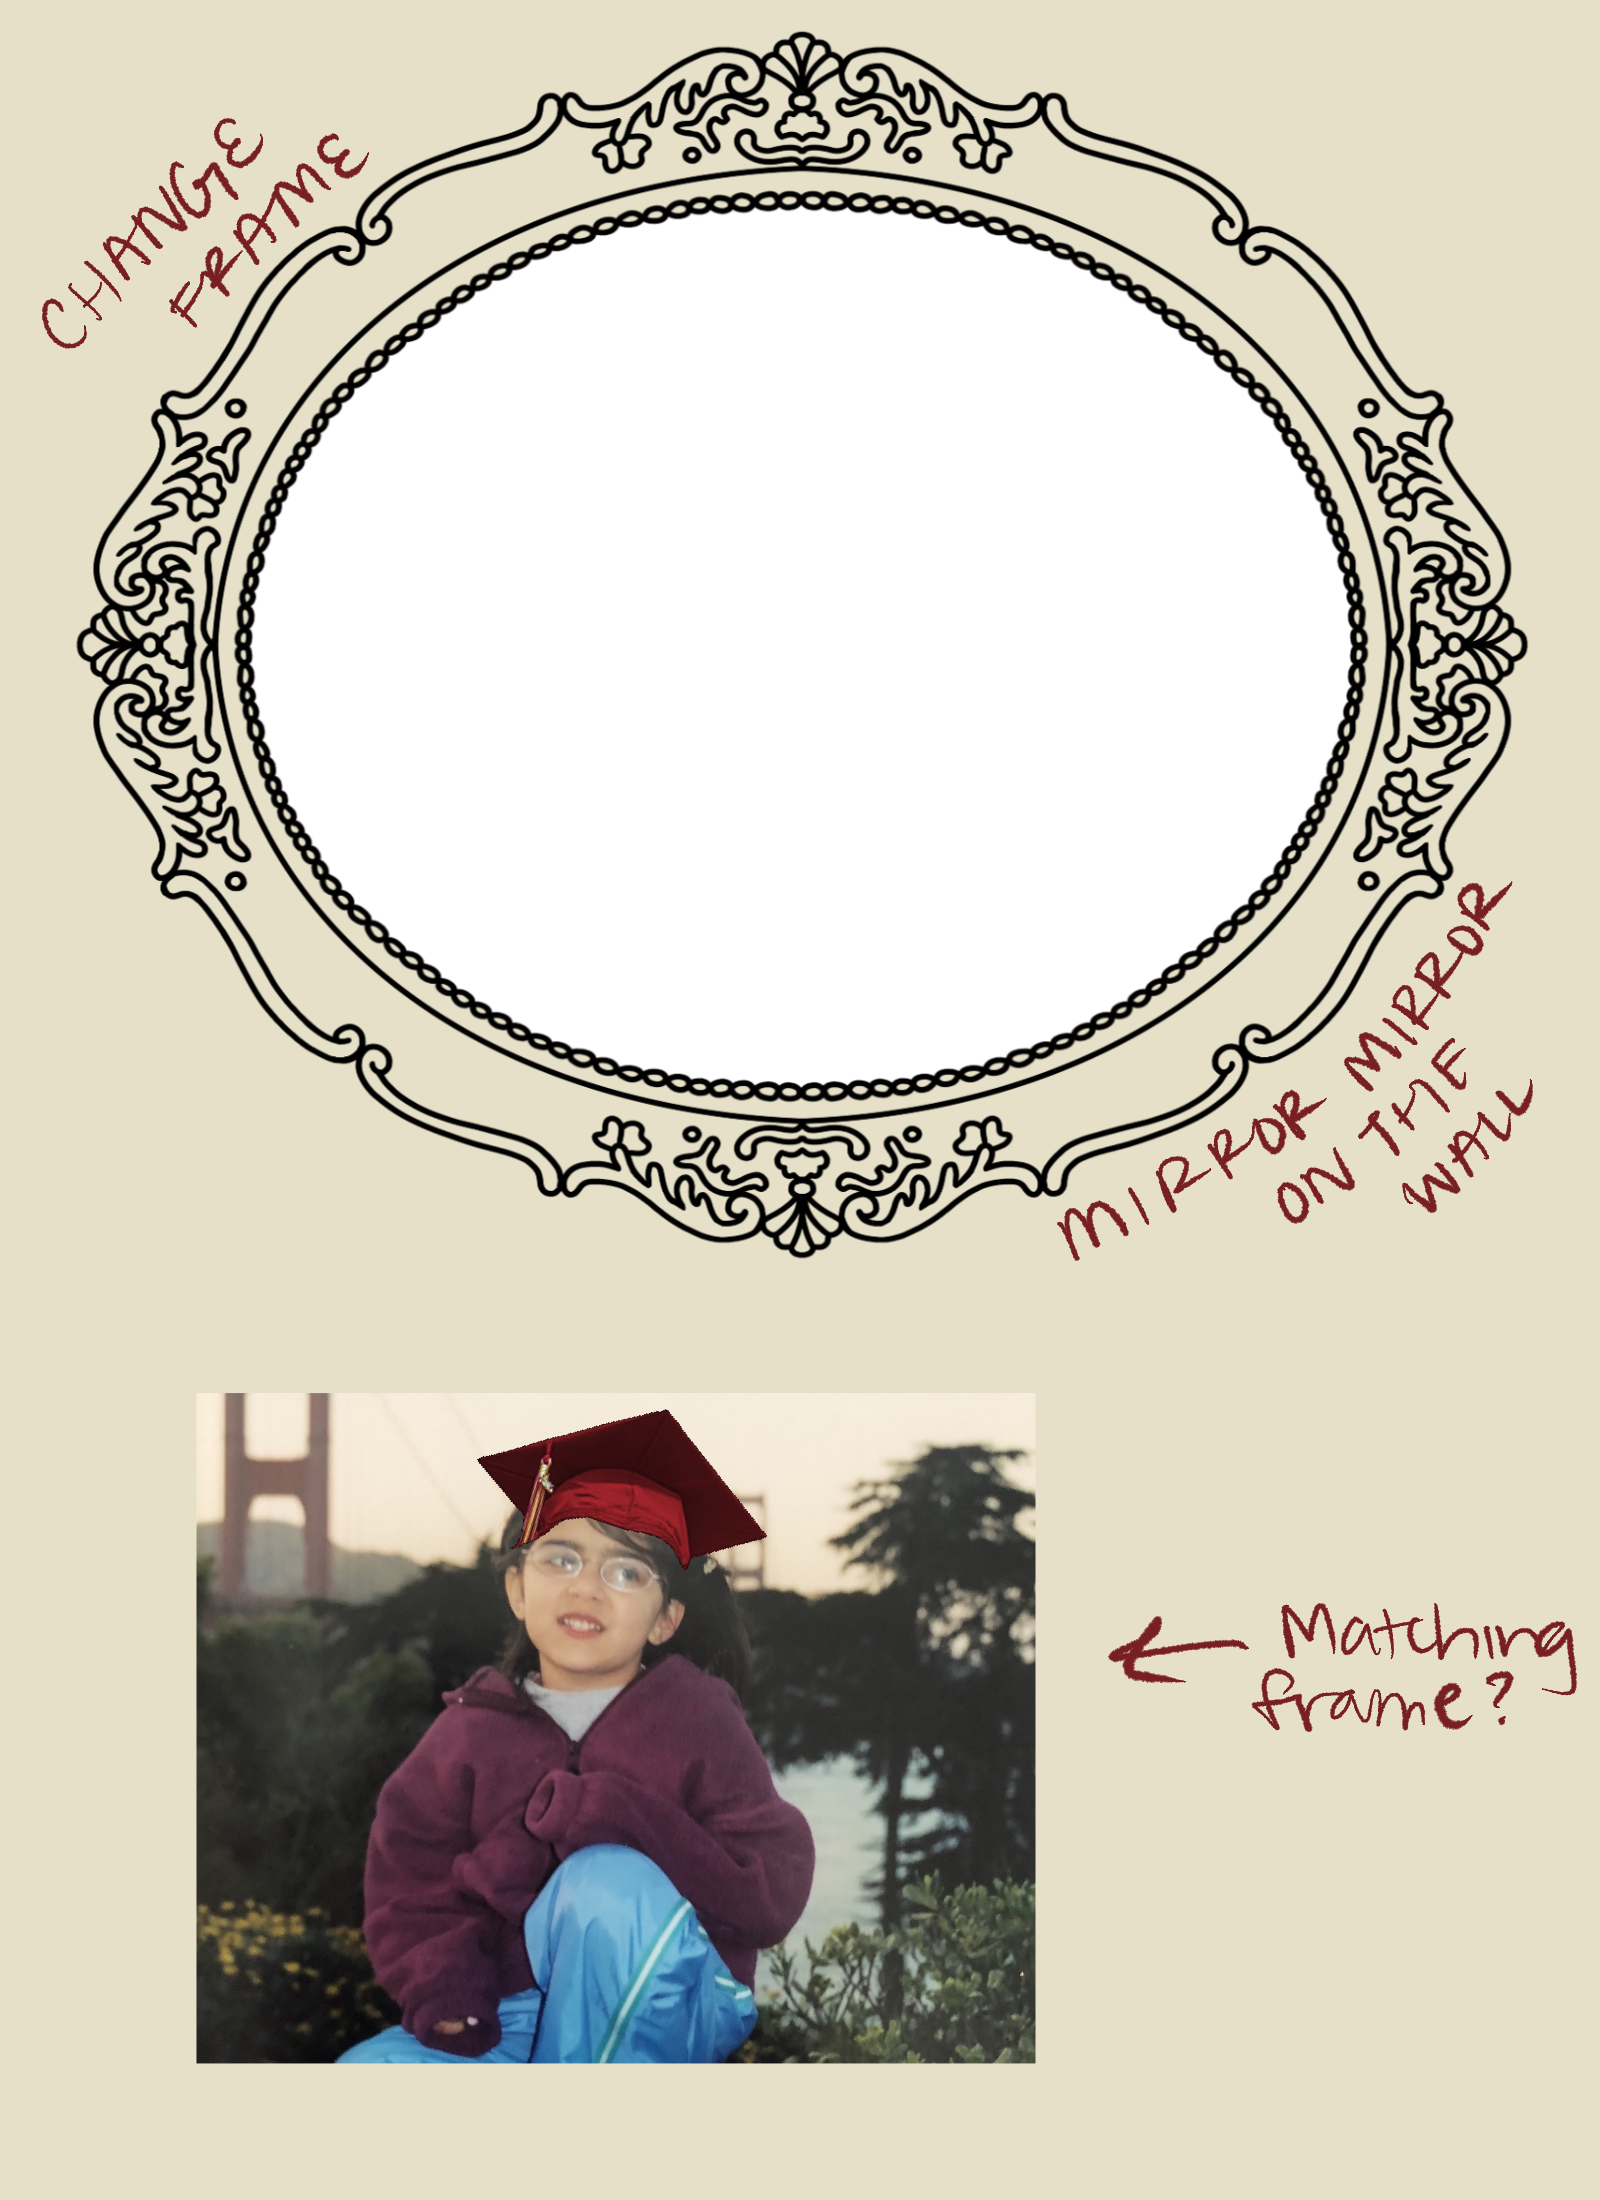 CHANGE
FRAME
MIRROR MIRROR
ON THE
WALL
Matching
frame?